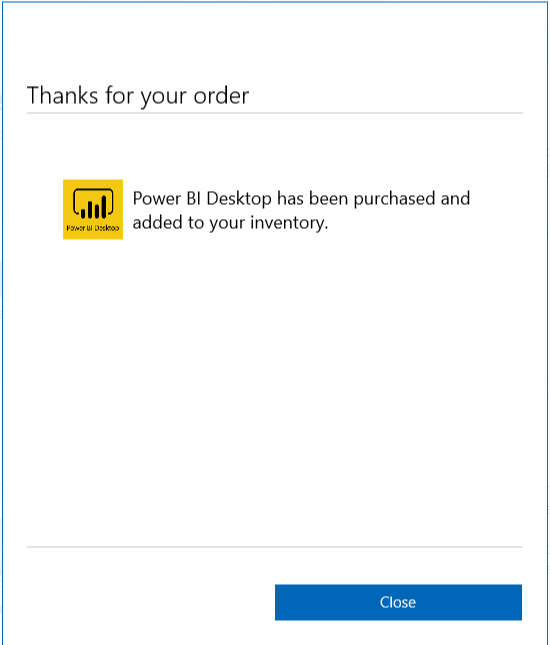 Thanks for your order
Power BI Desktop has been purchased and
added to your inventory.
Power BI Desktop
Close